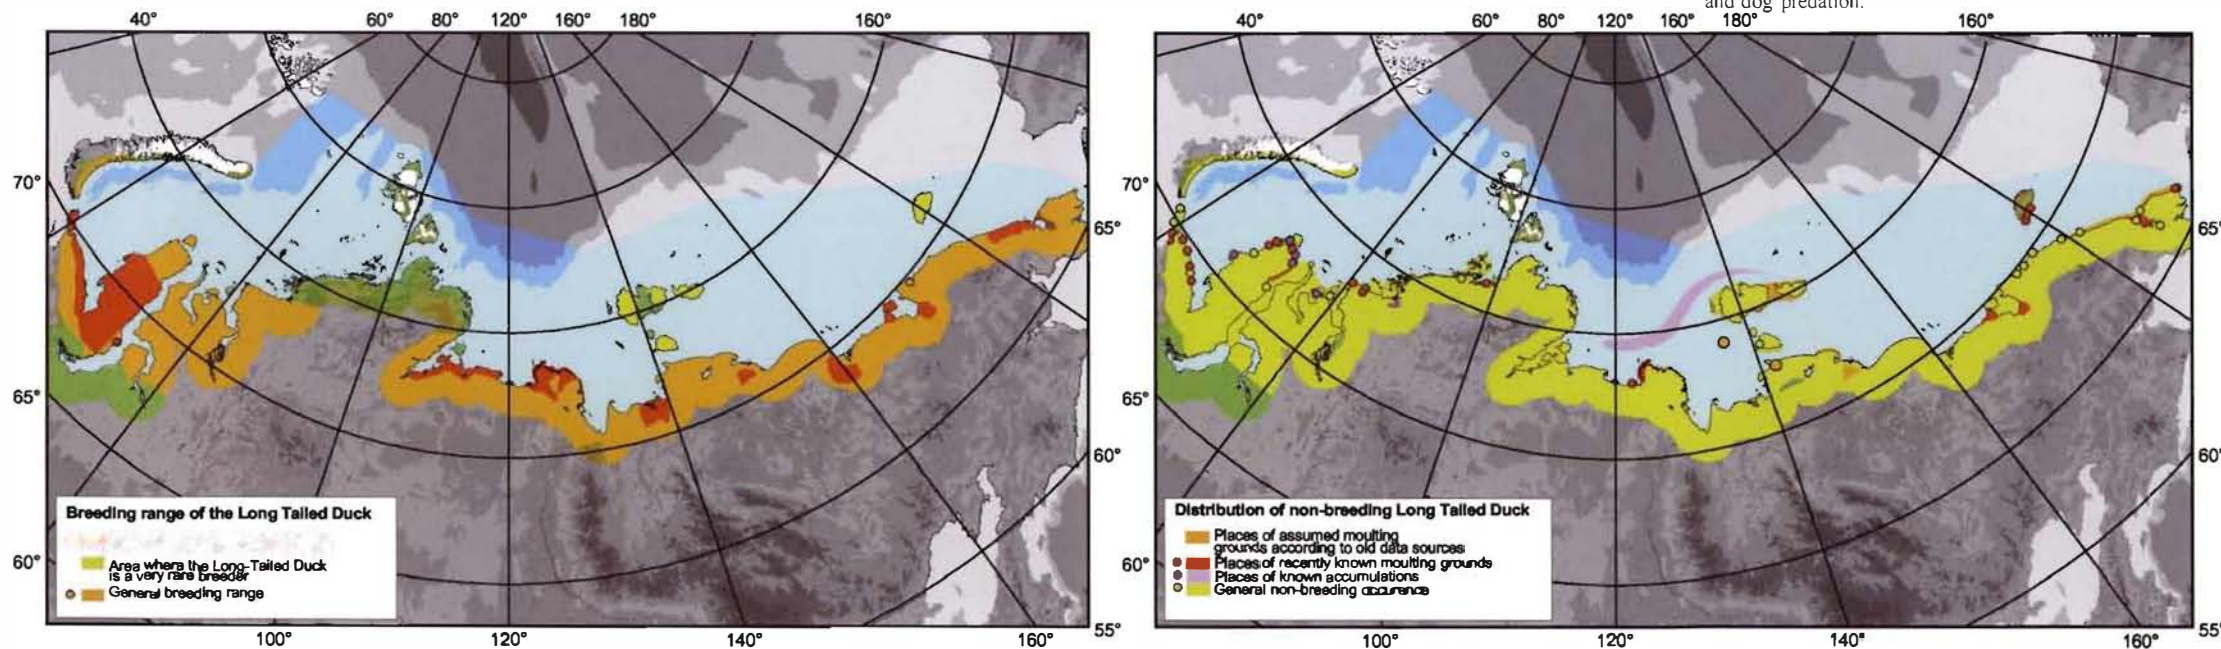 and dog predation.
40° 60° 80° 120° 160° 180° 160°
70°
65°
65°
60°
60°
55°
100° 120° 140° 160°
Breeding range of the Long Tailed Duck
Area where the Long-Tailed Duck
is a very rare breeder
General breeding range
40° 60° 80° 120° 160° 180° 160°
70°
65°
65°
60°
60°
55°
100° 120° 140° 160°
Distribution of non-breeding Long Tailed Duck
Places of assumed moulting
grounds according to old data sources
Places of recently known moulting grounds
Places of known accumulations
General non-breeding occurence